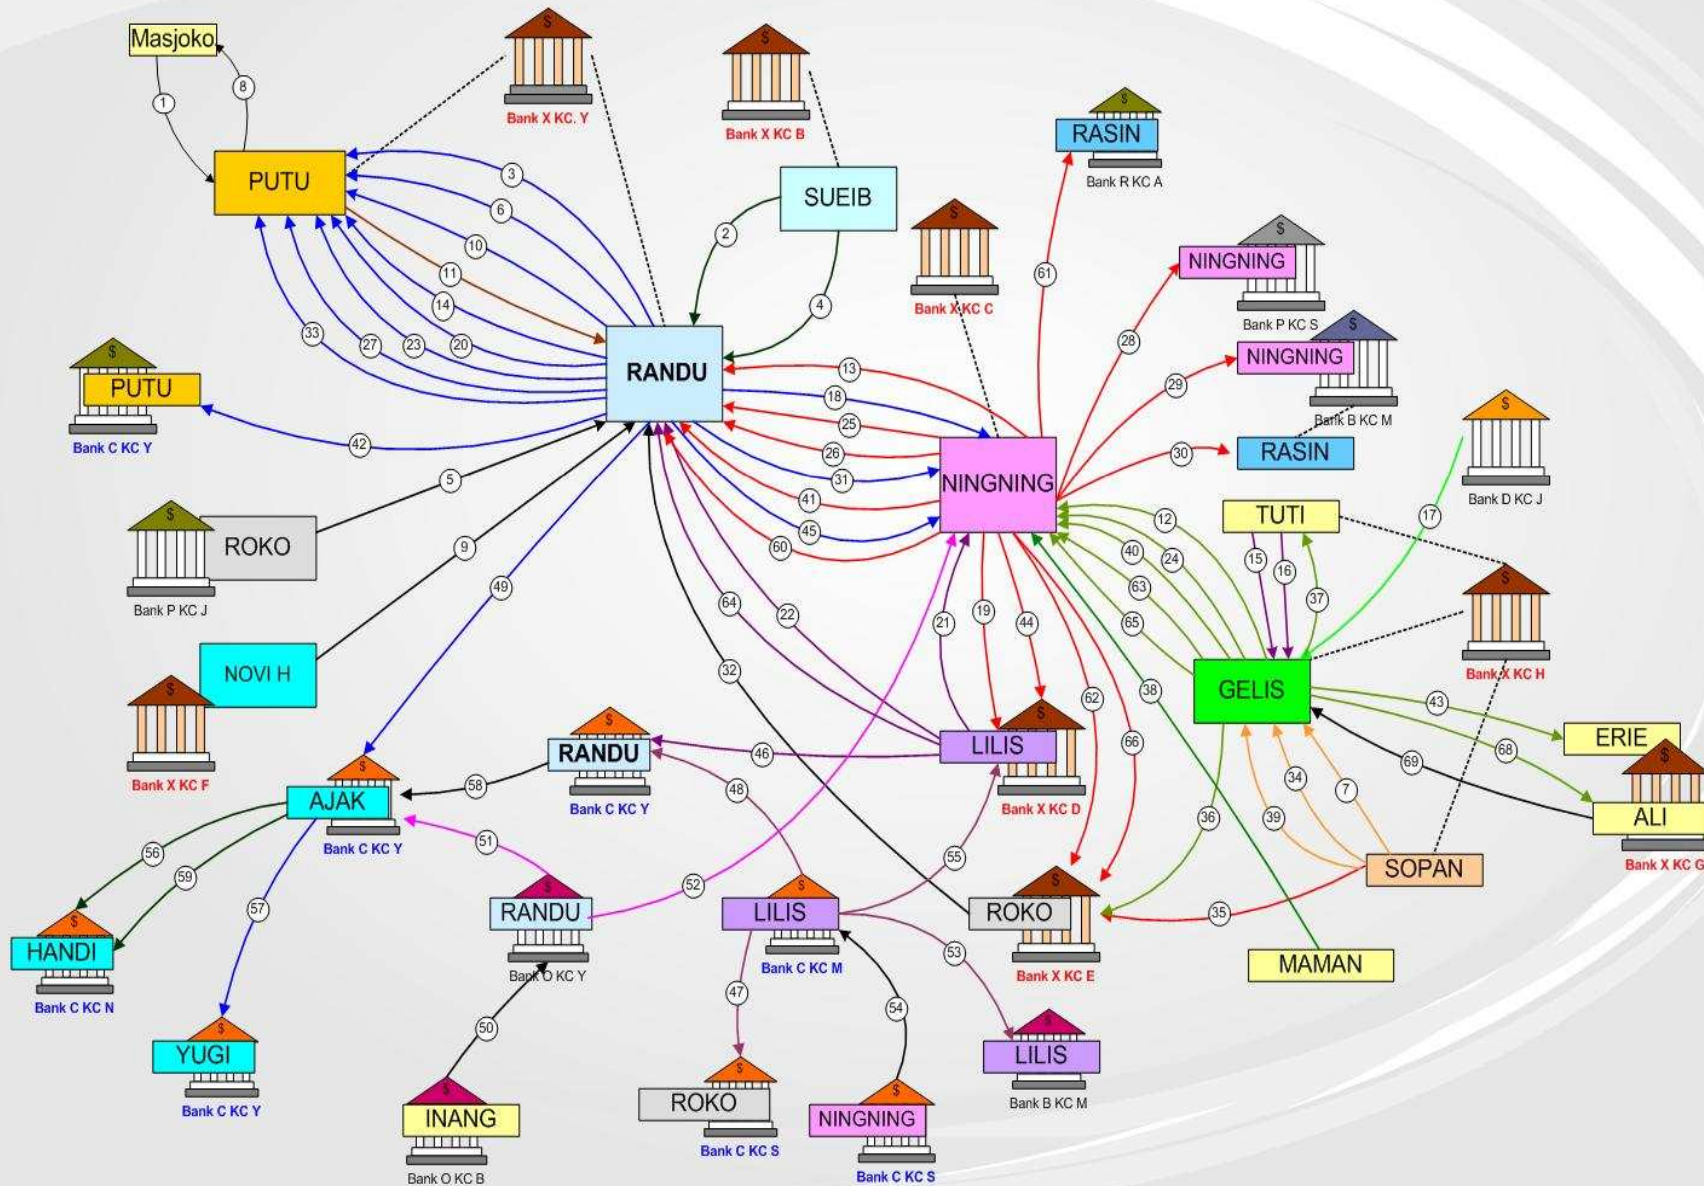 Masjoko
1
8
PUTU
$
Bank X KC. Y
$
Bank X KC B
SUEIB
$
RASIN
Bank R KC A
3
6
10
11
14
20
23
27
33
2
4
$
Bank X KC C
61
$
NINGNING
Bank P KC S
$
NINGNING
Bank B KC M
RASIN
28
29
30
$
Bank D KC J
17
RANDU
$
PUTU
Bank C KC Y
42
13
18
25
26
31
41
45
60
NINGNING
5
$
ROKO
Bank P KC J
9
NOVI H
$
Bank X KC F
49
64
22
32
21
19
44
62
66
12
24
40
63
65
38
TUTI
15
16
37
$
Bank X KC H
GELIS
43
68
69
ERIE
$
ALI
Bank X KC G
7
34
39
SOPAN
36
35
MAMAN
$
LILIS
Bank X KC D
46
$
RANDU
Bank C KC Y
58
48
$
AJAK
Bank C KC Y
51
52
55
56
59
57
$
HANDI
Bank C KC N
$
YUGI
Bank C KC Y
$
RANDU
Bank O KC Y
50
$
INANG
Bank O KC B
$
LILIS
Bank C KC M
47
53
54
$
ROKO
Bank X KC E
$
LILIS
Bank B KC M
$
ROKO
Bank C KC S
$
NINGNING
Bank C KC S